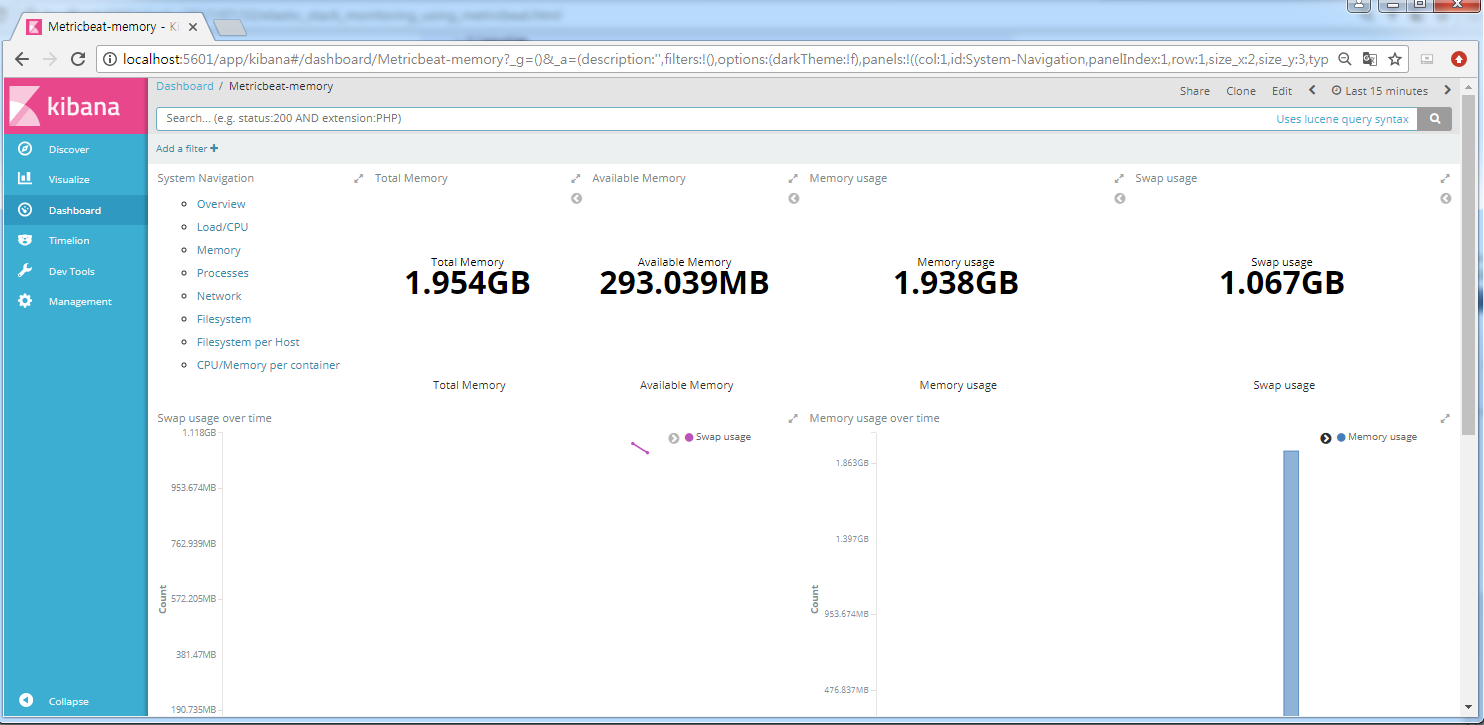 elastic_stack_monitoring_using_metricbeat.html
Metricbeat-memory - Ki
localhost:5601/app/kibana#/dashboard/Metricbeat-memory?_g=()&_a=(description:'',filters:!(),options:(darkTheme:!f),panels:!((col:1,id:System-Navigation,panelIndex:1,row:1,size_x:2,size_y:3,typ
kibana
Discover
Visualize
Dashboard
Timelion
Dev Tools
Management
Collapse
Dashboard / Metricbeat-memory
Share Clone Edit Last 15 minutes
Search... (e.g. status:200 AND extension:PHP) Uses lucene query syntax
Add a filter +
System Navigation
Overview
Load/CPU
Memory
Processes
Network
Filesystem
Filesystem per Host
CPU/Memory per container
Total Memory
Total Memory
1.954GB
Total Memory
Available Memory
Available Memory
293.039MB
Available Memory
Memory usage
Memory usage
1.938GB
Memory usage
Swap usage
Swap usage
1.067GB
Swap usage
Swap usage over time
Swap usage
1.118GB
953.674MB
762.939MB
572.205MB
381.47MB
190.735MB
Count
Memory usage over time
Memory usage
1.863GB
1.397GB
953.674MB
476.837MB
Count